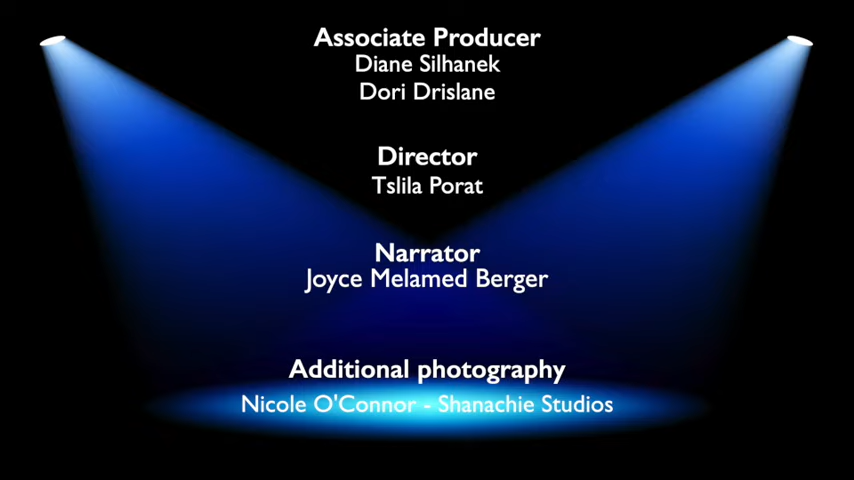 Associate Producer
Diane Silhanek
Dori Drislane
Director
Tslila Porat
Narrator
Joyce Melamed Berger
Additional photography
Nicole O'Connor - Shanachie Studios